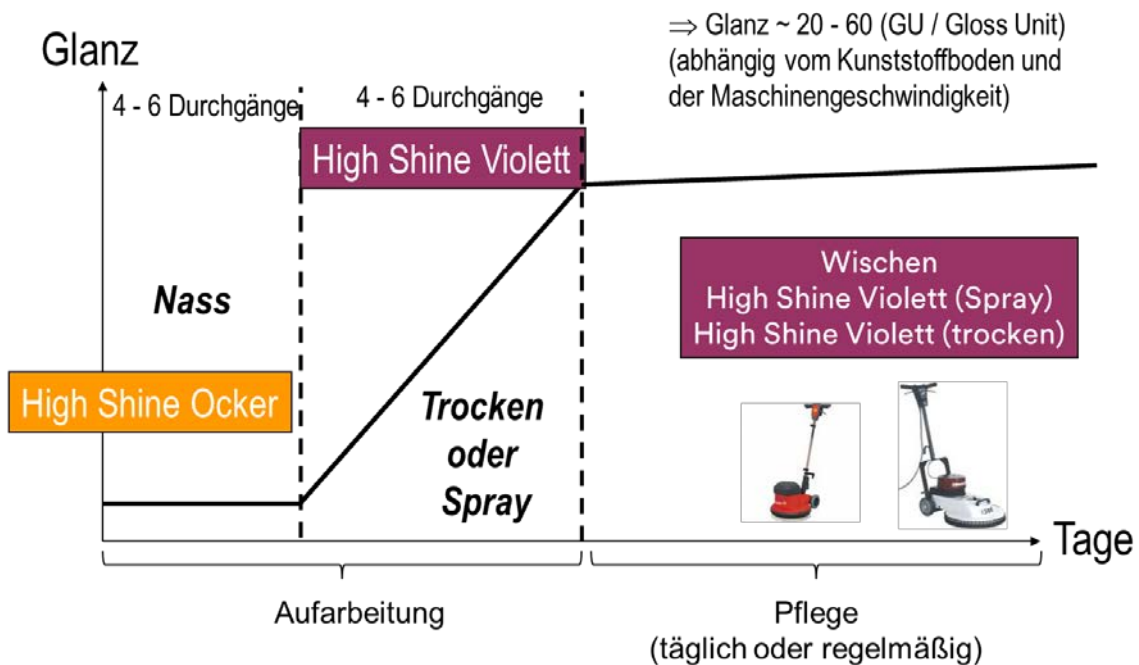 ⇒ Glanz ~ 20 - 60 (GU / Gloss Unit)
(abhängig vom Kunststoffboden und
der Maschinengeschwindigkeit)
Glanz
4 - 6 Durchgänge
4 - 6 Durchgänge
High Shine Violett
Nass
High Shine Ocker
Trocken
oder
Spray
Wischen
High Shine Violett (Spray)
High Shine Violett (trocken)
Tage
Aufarbeitung
Pflege
(täglich oder regelmäßig)